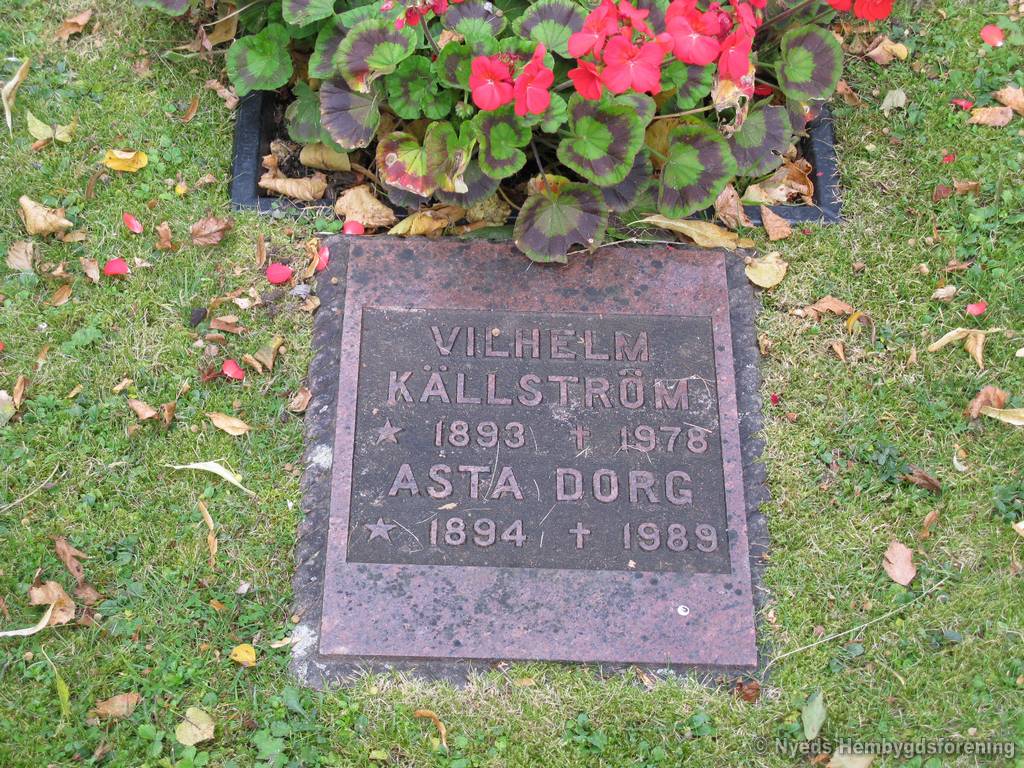 VILHELM
KÄLLSTRÖM
★ 1893 † 1978
ASTA DORG
★ 1894 † 1989
© Nyeds Hembygdsförening